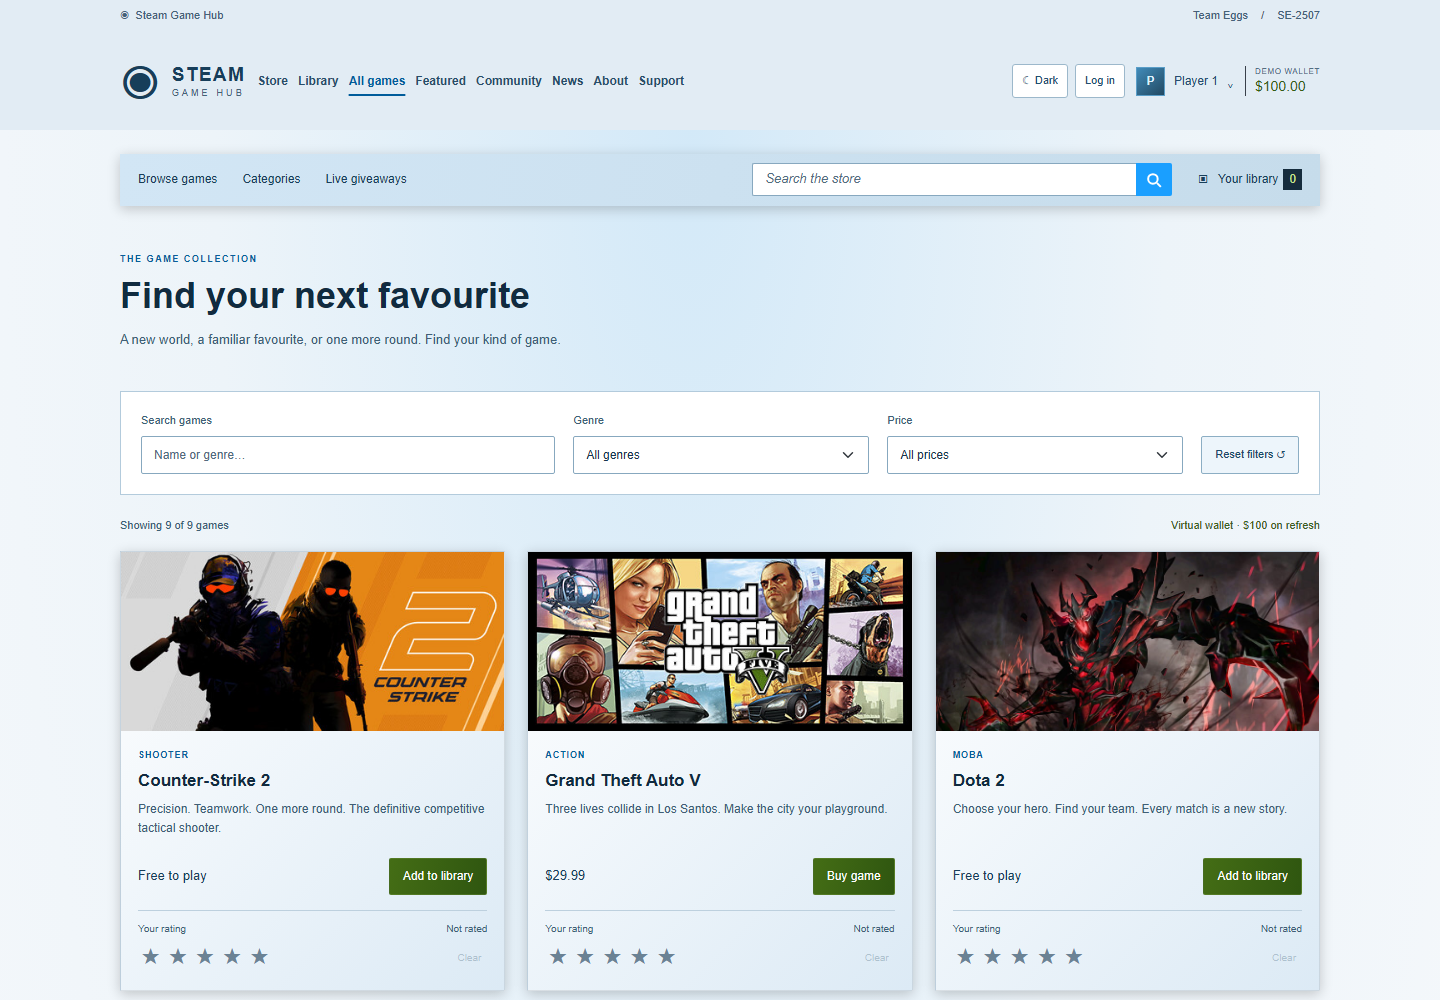 Steam Game Hub
Team Eggs / SE-2507
STEAM
GAME HUB
Store Library All games Featured Community News About Support
Dark
Log in
P
Player 1
DEMO WALLET
$100.00
Browse games Categories Live giveaways
Search the store
Your library 0
THE GAME COLLECTION
Find your next favourite
A new world, a familiar favourite, or one more round. Find your kind of game.
Search games
Genre
Price
Name or genre...
All genres
All prices
Reset filters ↺
Showing 9 of 9 games
Virtual wallet · $100 on refresh
2
COUNTER
STRIKE
grand
theft
auto
FIVE
V
SHOOTER
Counter-Strike 2
Precision. Teamwork. One more round. The definitive competitive
tactical shooter.
Free to play
Add to library
Your rating
Not rated
★ ★ ★ ★ ★
Clear
ACTION
Grand Theft Auto V
Three lives collide in Los Santos. Make the city your playground.
$29.99
Buy game
Your rating
Not rated
★ ★ ★ ★ ★
Clear
MOBA
Dota 2
Choose your hero. Find your team. Every match is a new story.
Free to play
Add to library
Your rating
Not rated
★ ★ ★ ★ ★
Clear